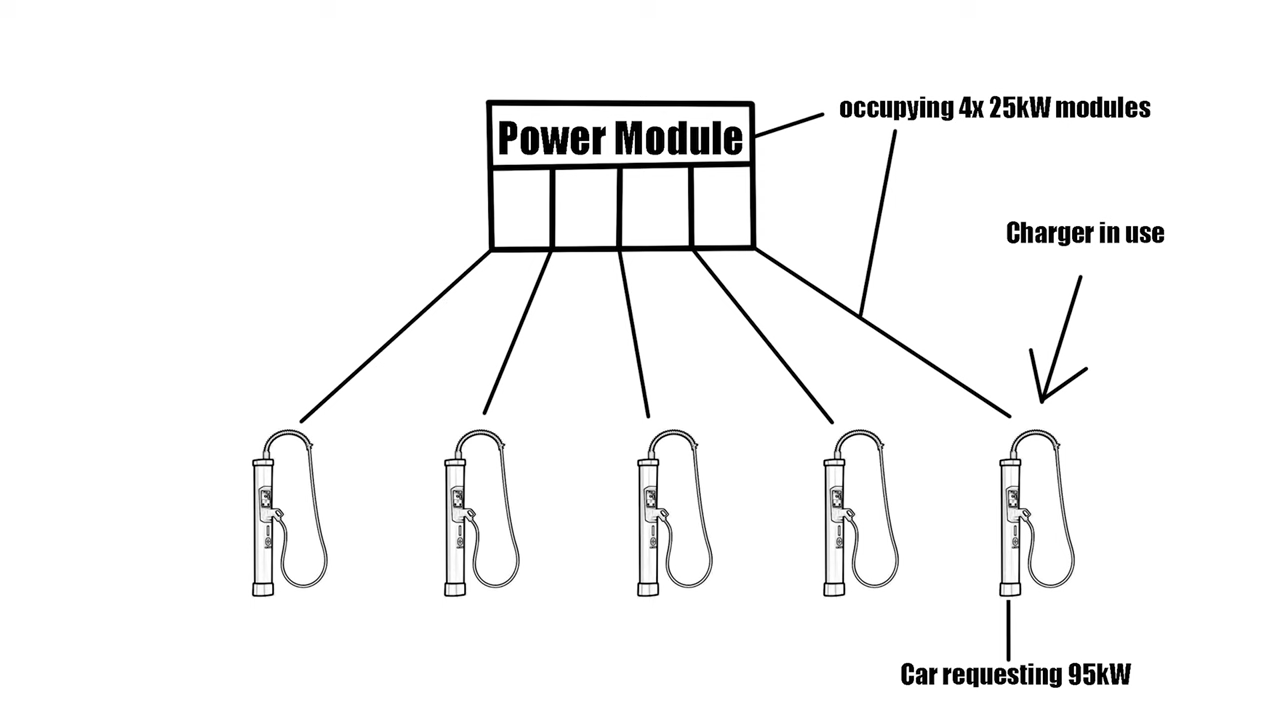 occupying 4x 25kW modules
Power Module
Charger in use
Car requesting 95kW